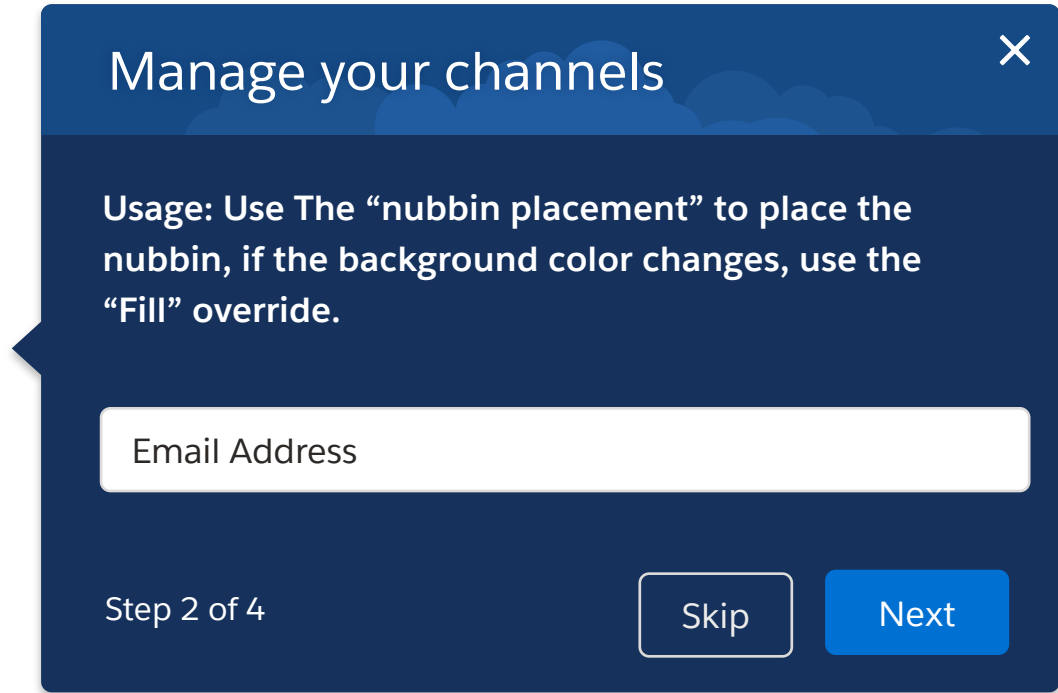 Manage your channels
Usage: Use The “nubbin placement” to place the
nubbin, if the background color changes, use the
“Fill” override.
Email Address
Step 2 of 4
Skip
Next